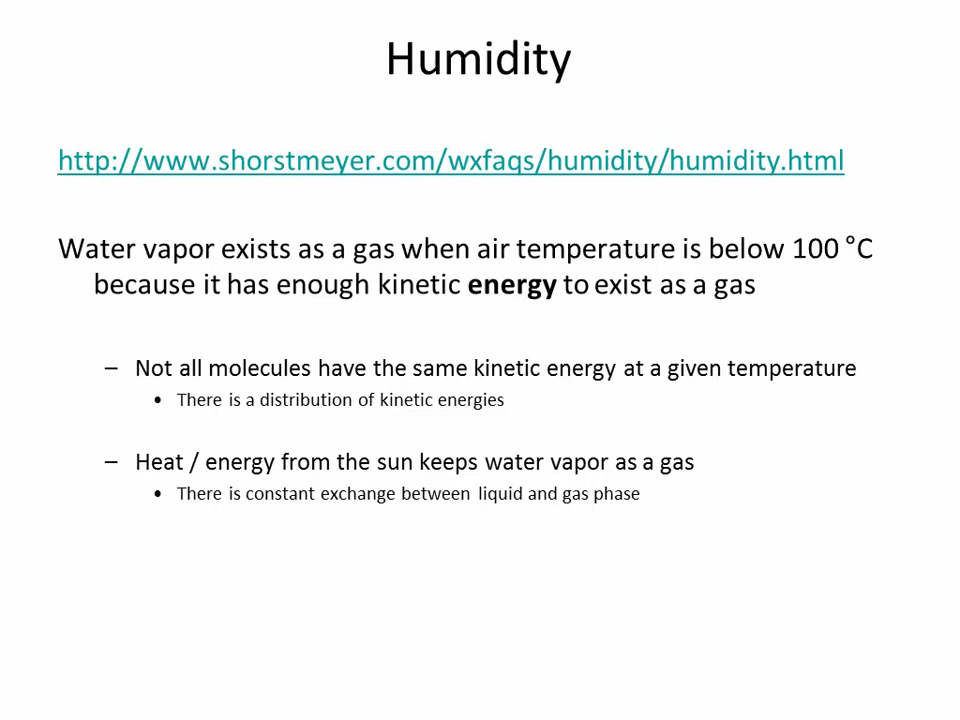 Humidity
http://www.shorstmeyer.com/wxfaqs/humidity/humidity.html
Water vapor exists as a gas when air temperature is below 100 °C
because it has enough kinetic energy to exist as a gas
– Not all molecules have the same kinetic energy at a given temperature
• There is a distribution of kinetic energies
– Heat / energy from the sun keeps water vapor as a gas
• There is constant exchange between liquid and gas phase